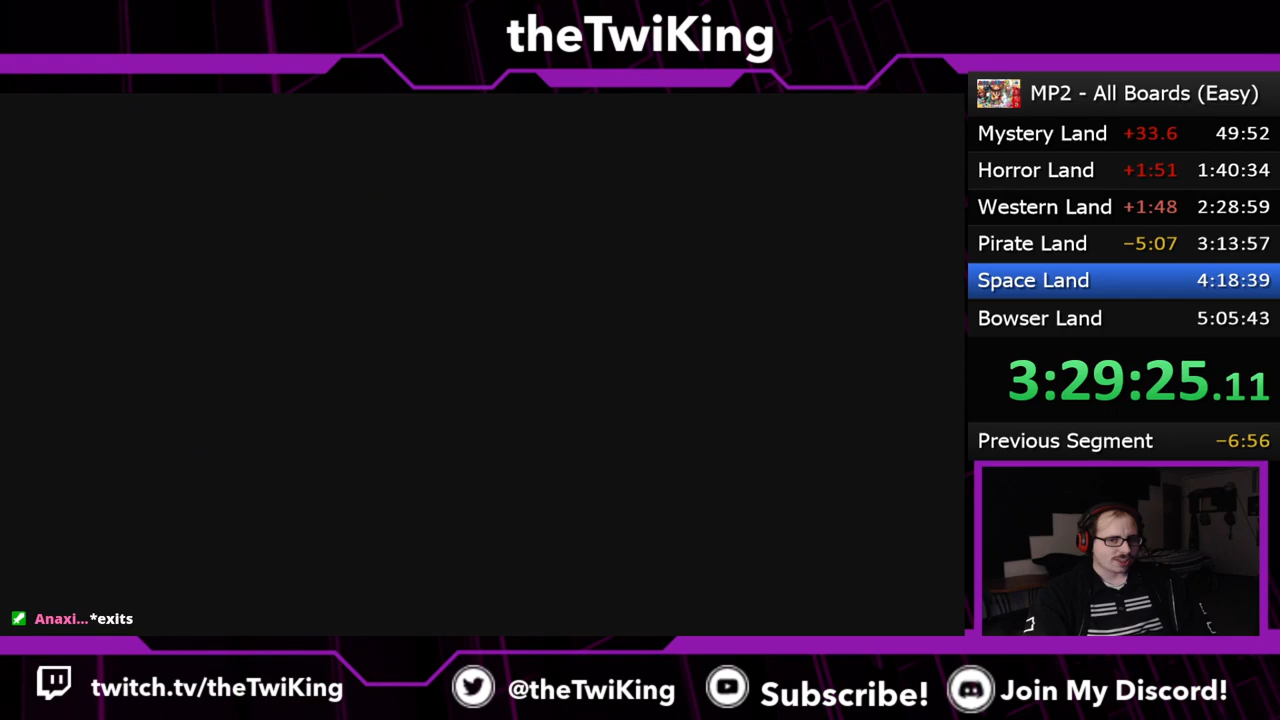 theTwiKing
MP2 - All Boards (Easy)
Mystery Land +33.6 49:52
Horror Land +1:51 1:40:34
Western Land +1:48 2:28:59
Pirate Land −5:07 3:13:57
Space Land 4:18:39
Bowser Land 5:05:43
3:29:25.11
Previous Segment −6:56
Anaxi...*exits
twitch.tv/theTwiKing
@theTwiKing
Subscribe!
Join My Discord!